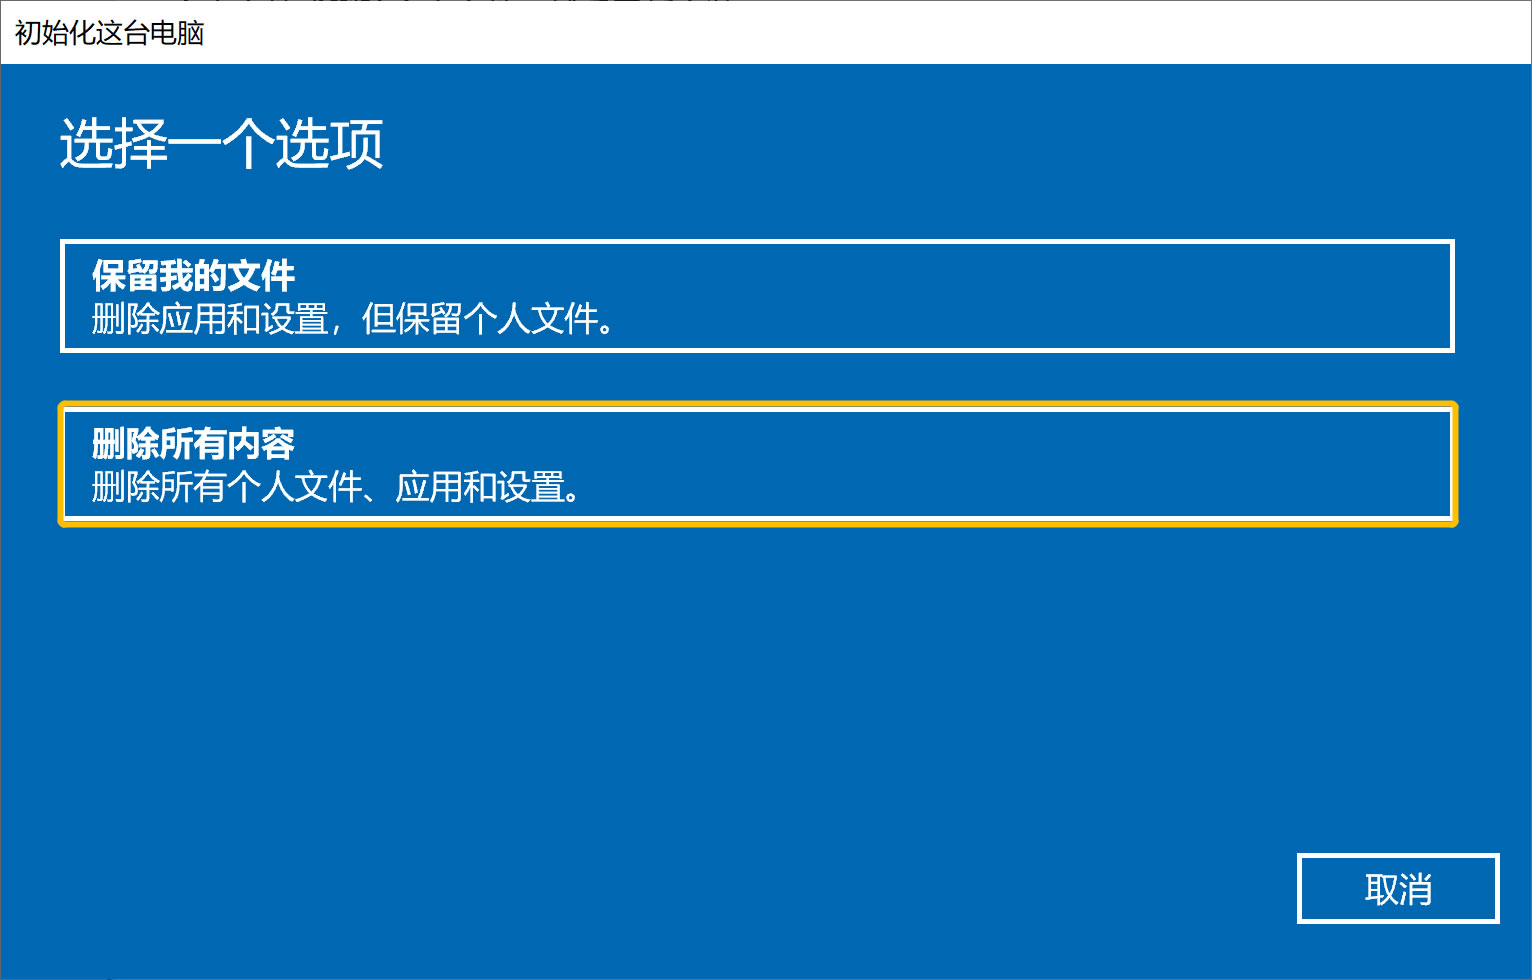 初始化这台电脑
选择一个选项
保留我的文件
删除应用和设置，但保留个人文件。
删除所有内容
删除所有个人文件、应用和设置。
取消